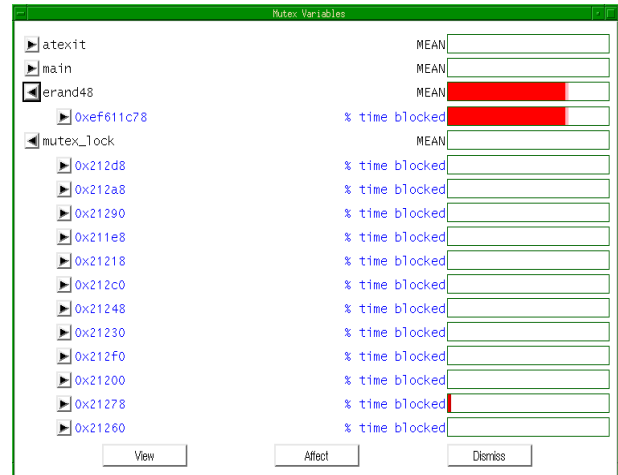 Mutex Variables
atexit MEAN
main MEAN
erand48 MEAN
0xef611c78 % time blocked
mutex_lock MEAN
0x212d8 % time blocked
0x212a8 % time blocked
0x21290 % time blocked
0x211e8 % time blocked
0x21218 % time blocked
0x212c0 % time blocked
0x21248 % time blocked
0x21230 % time blocked
0x212f0 % time blocked
0x21200 % time blocked
0x21278 % time blocked
0x21260 % time blocked
View Affect Dismiss